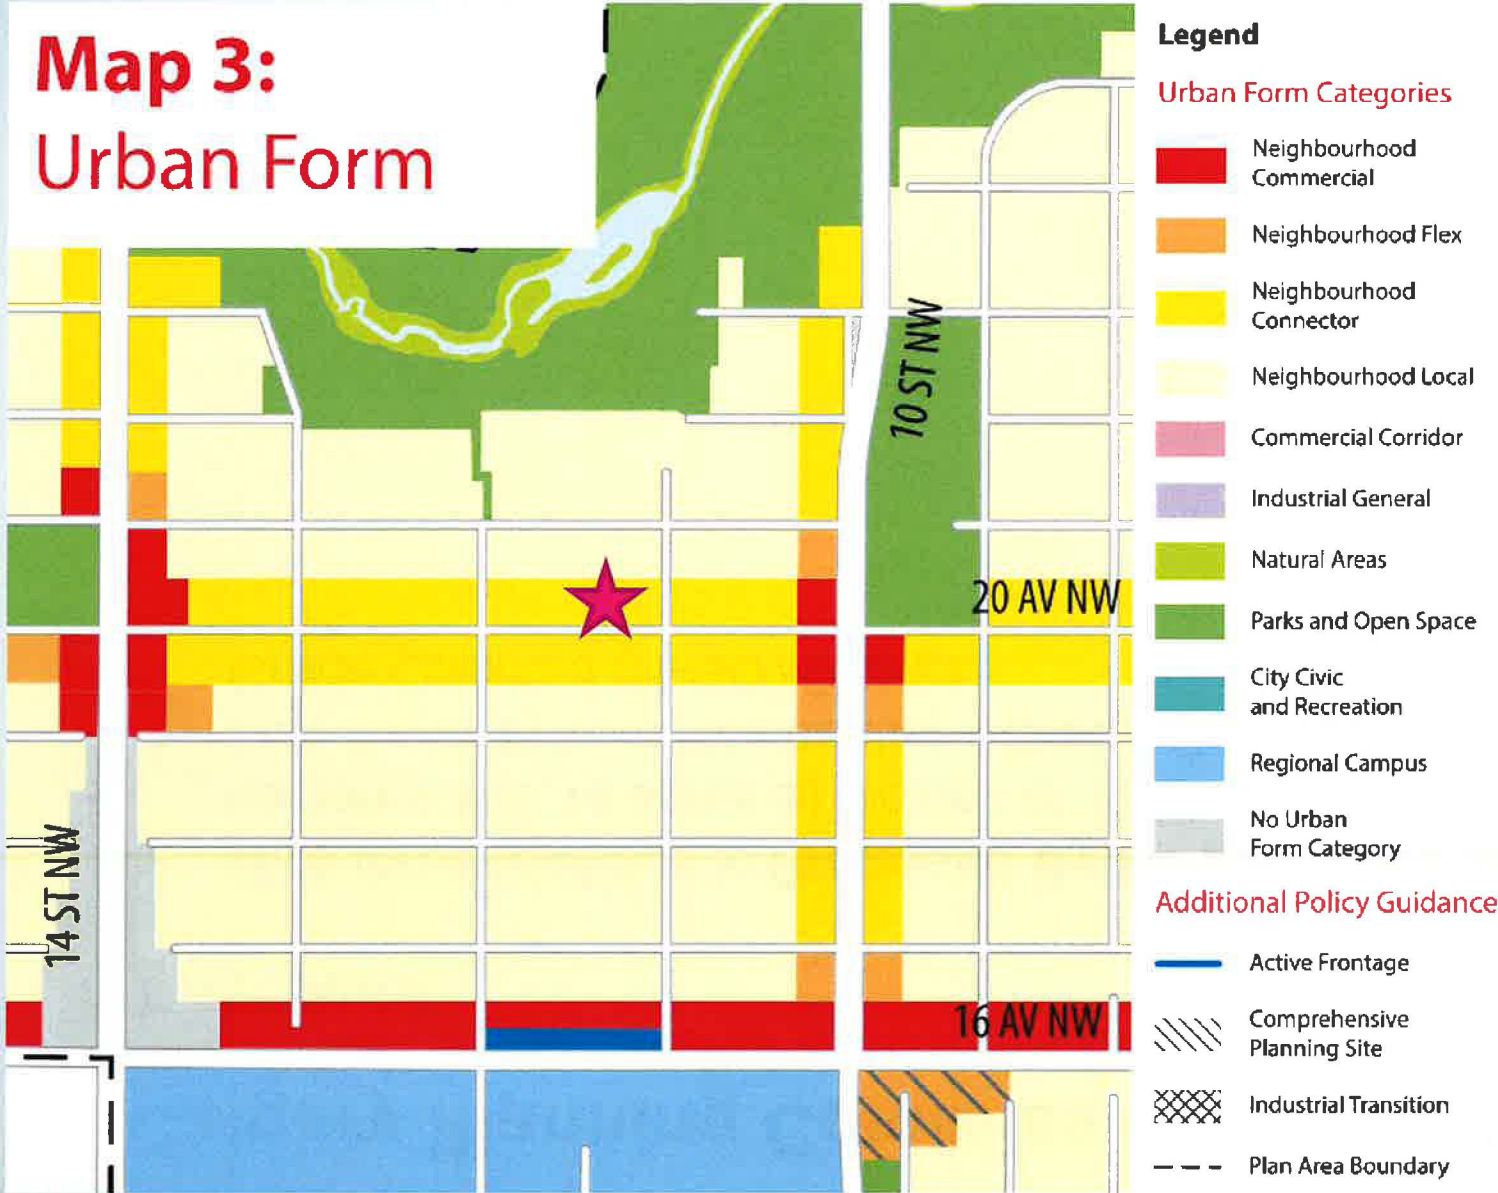 Map 3:
Urban Form
10 ST NW
20 AV NW
14 ST NW
16 AV NW
Legend
Urban Form Categories
Neighbourhood
Commercial
Neighbourhood Flex
Neighbourhood
Connector
Neighbourhood Local
Commercial Corridor
Industrial General
Natural Areas
Parks and Open Space
City Civic
and Recreation
Regional Campus
No Urban
Form Category
Additional Policy Guidance
Active Frontage
Comprehensive
Planning Site
Industrial Transition
Plan Area Boundary